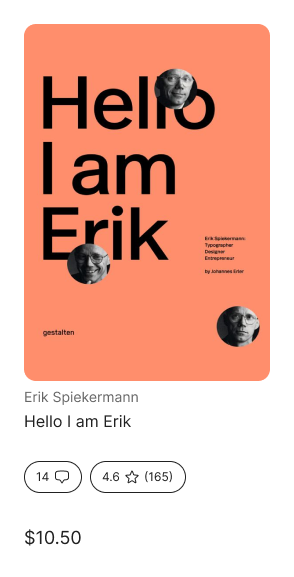 Hello
I am
Erik
Erik Spiekermann:
Typographer
Designer
Entrepreneur
by Johannes Erler
gestalten
Erik Spiekermann
Hello I am Erik
14
4.6 (165)
$10.50